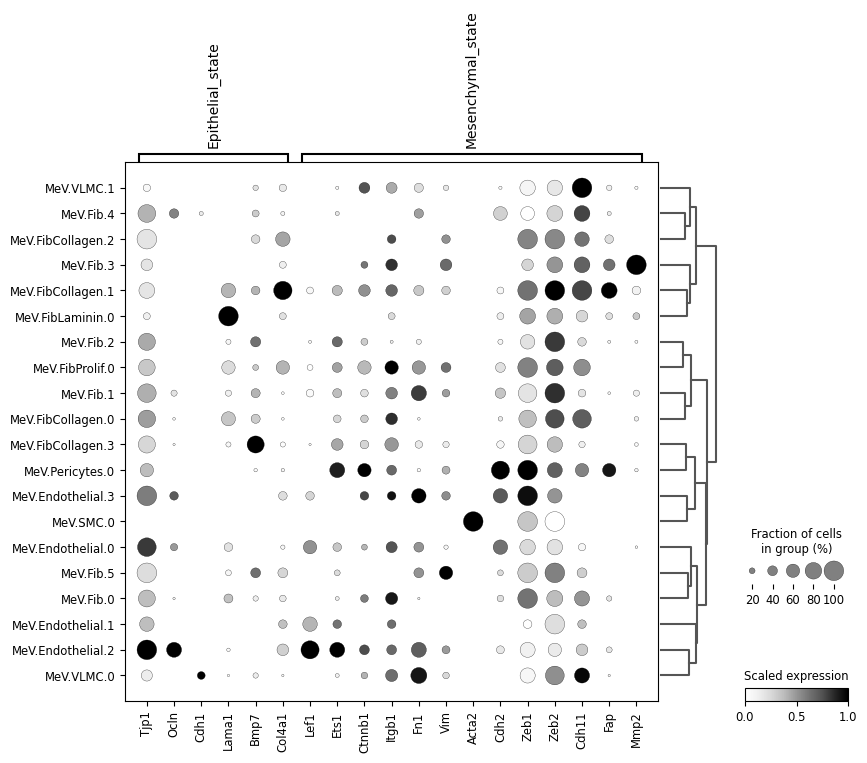 Epithelial_state
Mesenchymal_state
MeV.VLMC.1
MeV.Fib.4
MeV.FibCollagen.2
MeV.Fib.3
MeV.FibCollagen.1
MeV.FibLaminin.0
MeV.Fib.2
MeV.FibProlif.0
MeV.Fib.1
MeV.FibCollagen.0
MeV.FibCollagen.3
MeV.Pericytes.0
MeV.Endothelial.3
MeV.SMC.0
MeV.Endothelial.0
MeV.Fib.5
MeV.Fib.0
MeV.Endothelial.1
MeV.Endothelial.2
MeV.VLMC.0
Tjp1
Ocln
Cdh1
Lama1
Bmp7
Col4a1
Lef1
Ets1
Ctnnb1
Itgb1
Fn1
Vim
Acta2
Cdh2
Zeb1
Zeb2
Cdh11
Fap
Mmp2
Fraction of cells
in group (%)
20 40 60 80 100
Scaled expression
0.0 0.5 1.0